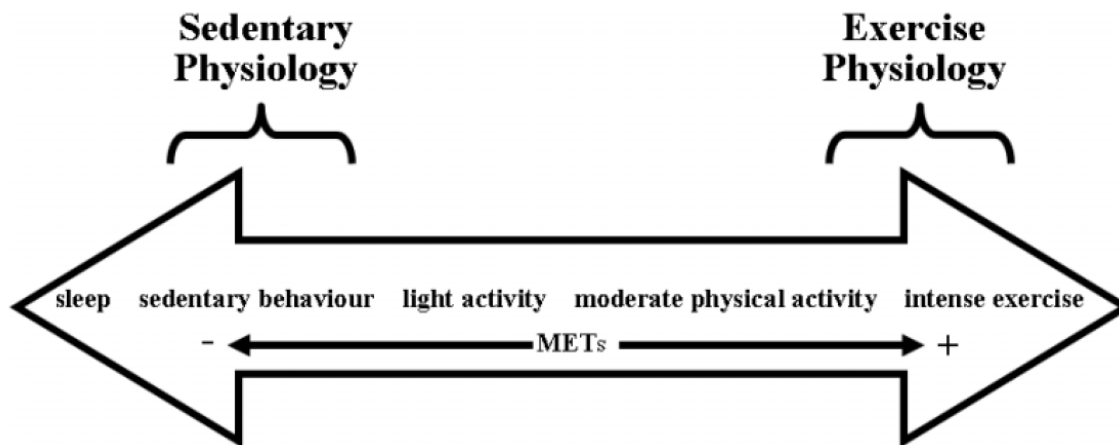 Sedentary
Physiology
Exercise
Physiology
sleep sedentary behaviour light activity moderate physical activity intense exercise
- METs +